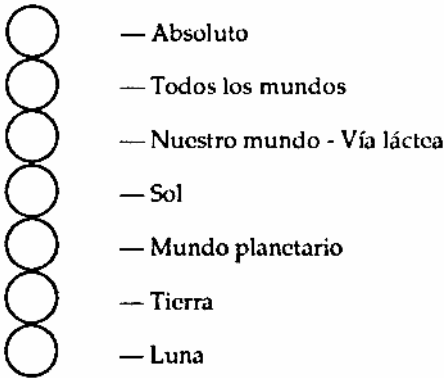 — Absoluto
— Todos los mundos
— Nuestro mundo - Vía láctea
— Sol
— Mundo planetario
— Tierra
— Luna